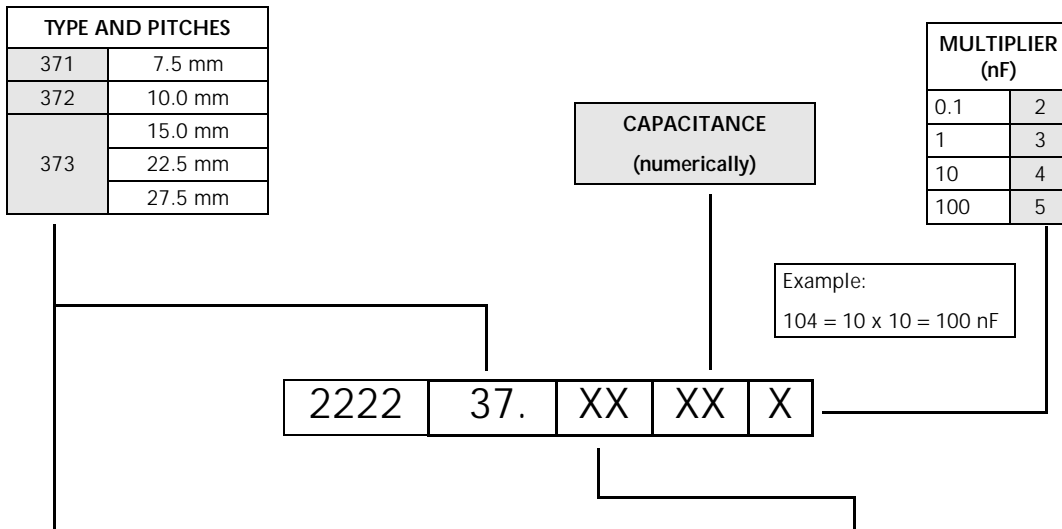 TYPE AND PITCHES
371 7.5 mm
372 10.0 mm
373 15.0 mm
22.5 mm
27.5 mm
CAPACITANCE
(numerically)
MULTIPLIER
(nF)
0.1 2
1 3
10 4
100 5
Example:
104 = 10 x 10 = 100 nF
2222 37. XX XX X